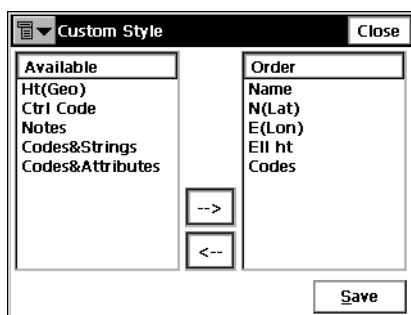 Custom Style
Close
Available
Ht(Geo)
Ctrl Code
Notes
Codes&Strings
Codes&Attributes
-->
<--
Order
Name
N(Lat)
E(Lon)
Ell ht
Codes
Save